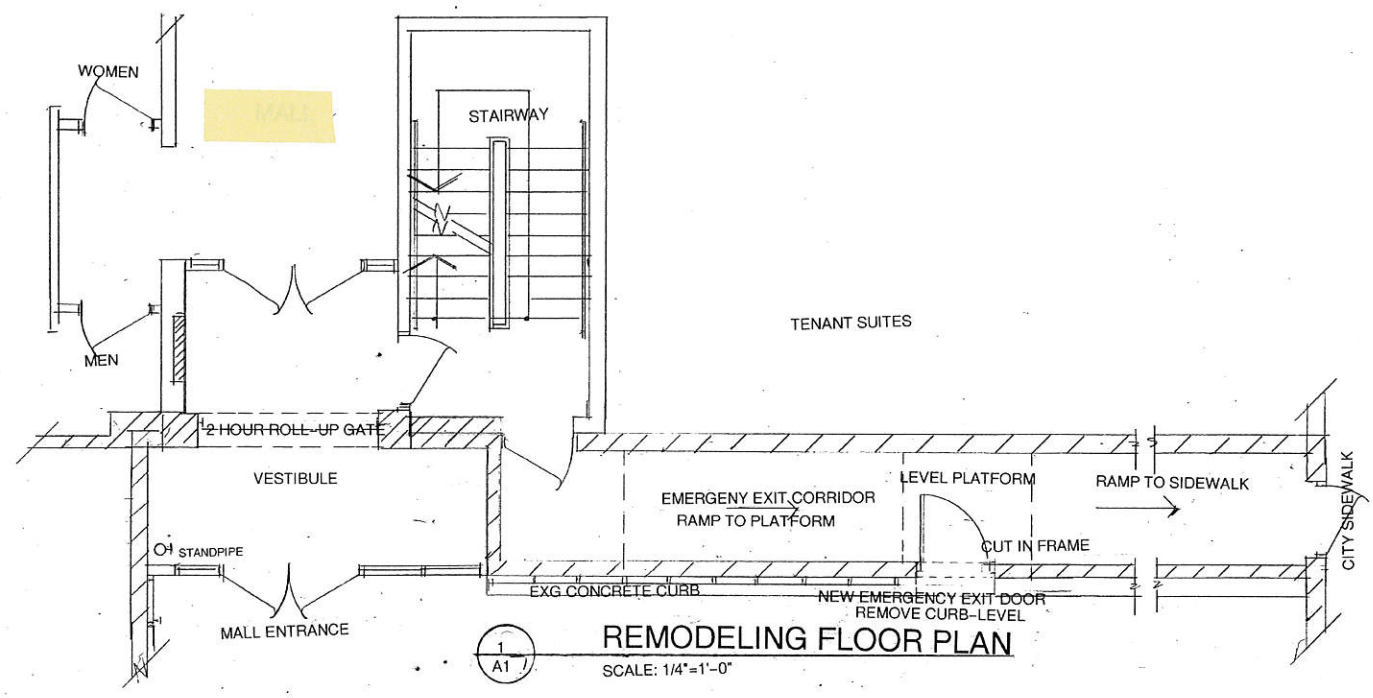 WOMEN
MALL
STAIRWAY
TENANT SUITES
MEN
2 HOUR ROLL-UP GATE
VESTIBULE
LEVEL PLATFORM
RAMP TO SIDEWALK
EMERGENY EXIT CORRIDOR
RAMP TO PLATFORM
CITY SIDEWALK
STANDPIPE
CUT IN FRAME
EXG CONCRETE CURB
NEW EMERGENCY EXIT DOOR
REMOVE CURB-LEVEL
MALL ENTRANCE
1
A1
REMODELING FLOOR PLAN
SCALE: 1/4"=1'-0"